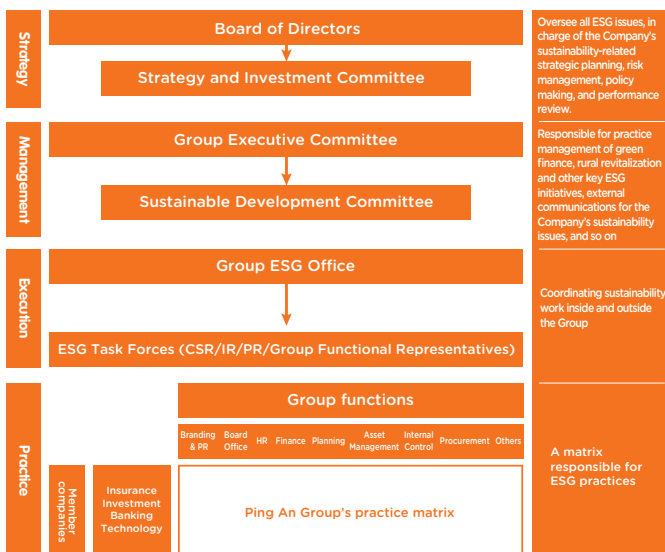 Strategy
Board of Directors
Strategy and Investment Committee
Oversee all ESG issues, in
charge of the Company's
sustainability-related
strategic planning, risk
management, policy
making, and performance
review.
Management
Group Executive Committee
Sustainable Development Committee
Responsible for practice
management of green
finance, rural revitalization
and other key ESG
initiatives, external
communications for the
Company's sustainability
issues, and so on
Execution
Group ESG Office
ESG Task Forces (CSR/IR/PR/Group Functional Representatives)
Coordinating sustainability
work inside and outside
the Group
Practice
Group functions
Branding
& PR
Board
Office
HR
Finance
Planning
Asset
Management
Internal
Control
Procurement
Others
Member
companies
Insurance
Investment
Banking
Technology
Ping An Group's practice matrix
A matrix
responsible for
ESG practices